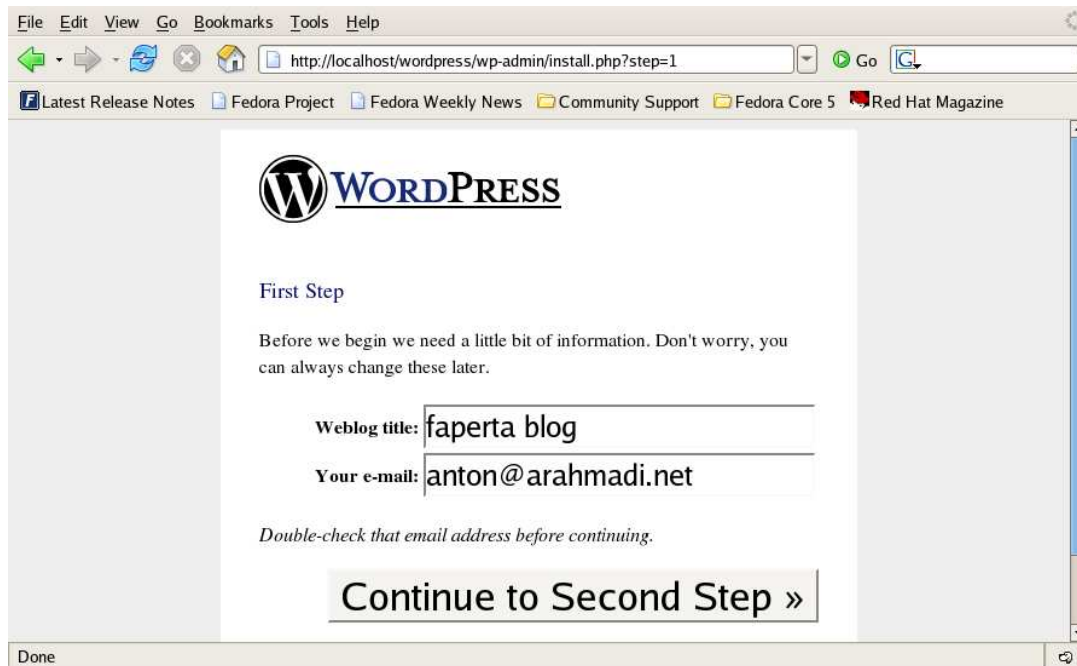 File Edit View Go Bookmarks Tools Help
http://localhost/wordpress/wp-admin/install.php?step=1 Go G
Latest Release Notes Fedora Project Fedora Weekly News Community Support Fedora Core 5 Red Hat Magazine
W WORDPRESS
First Step
Before we begin we need a little bit of information. Don't worry, you
can always change these later.
Weblog title: faperta blog
Your e-mail: anton@arahmadi.net
Double-check that email address before continuing.
Continue to Second Step »
Done